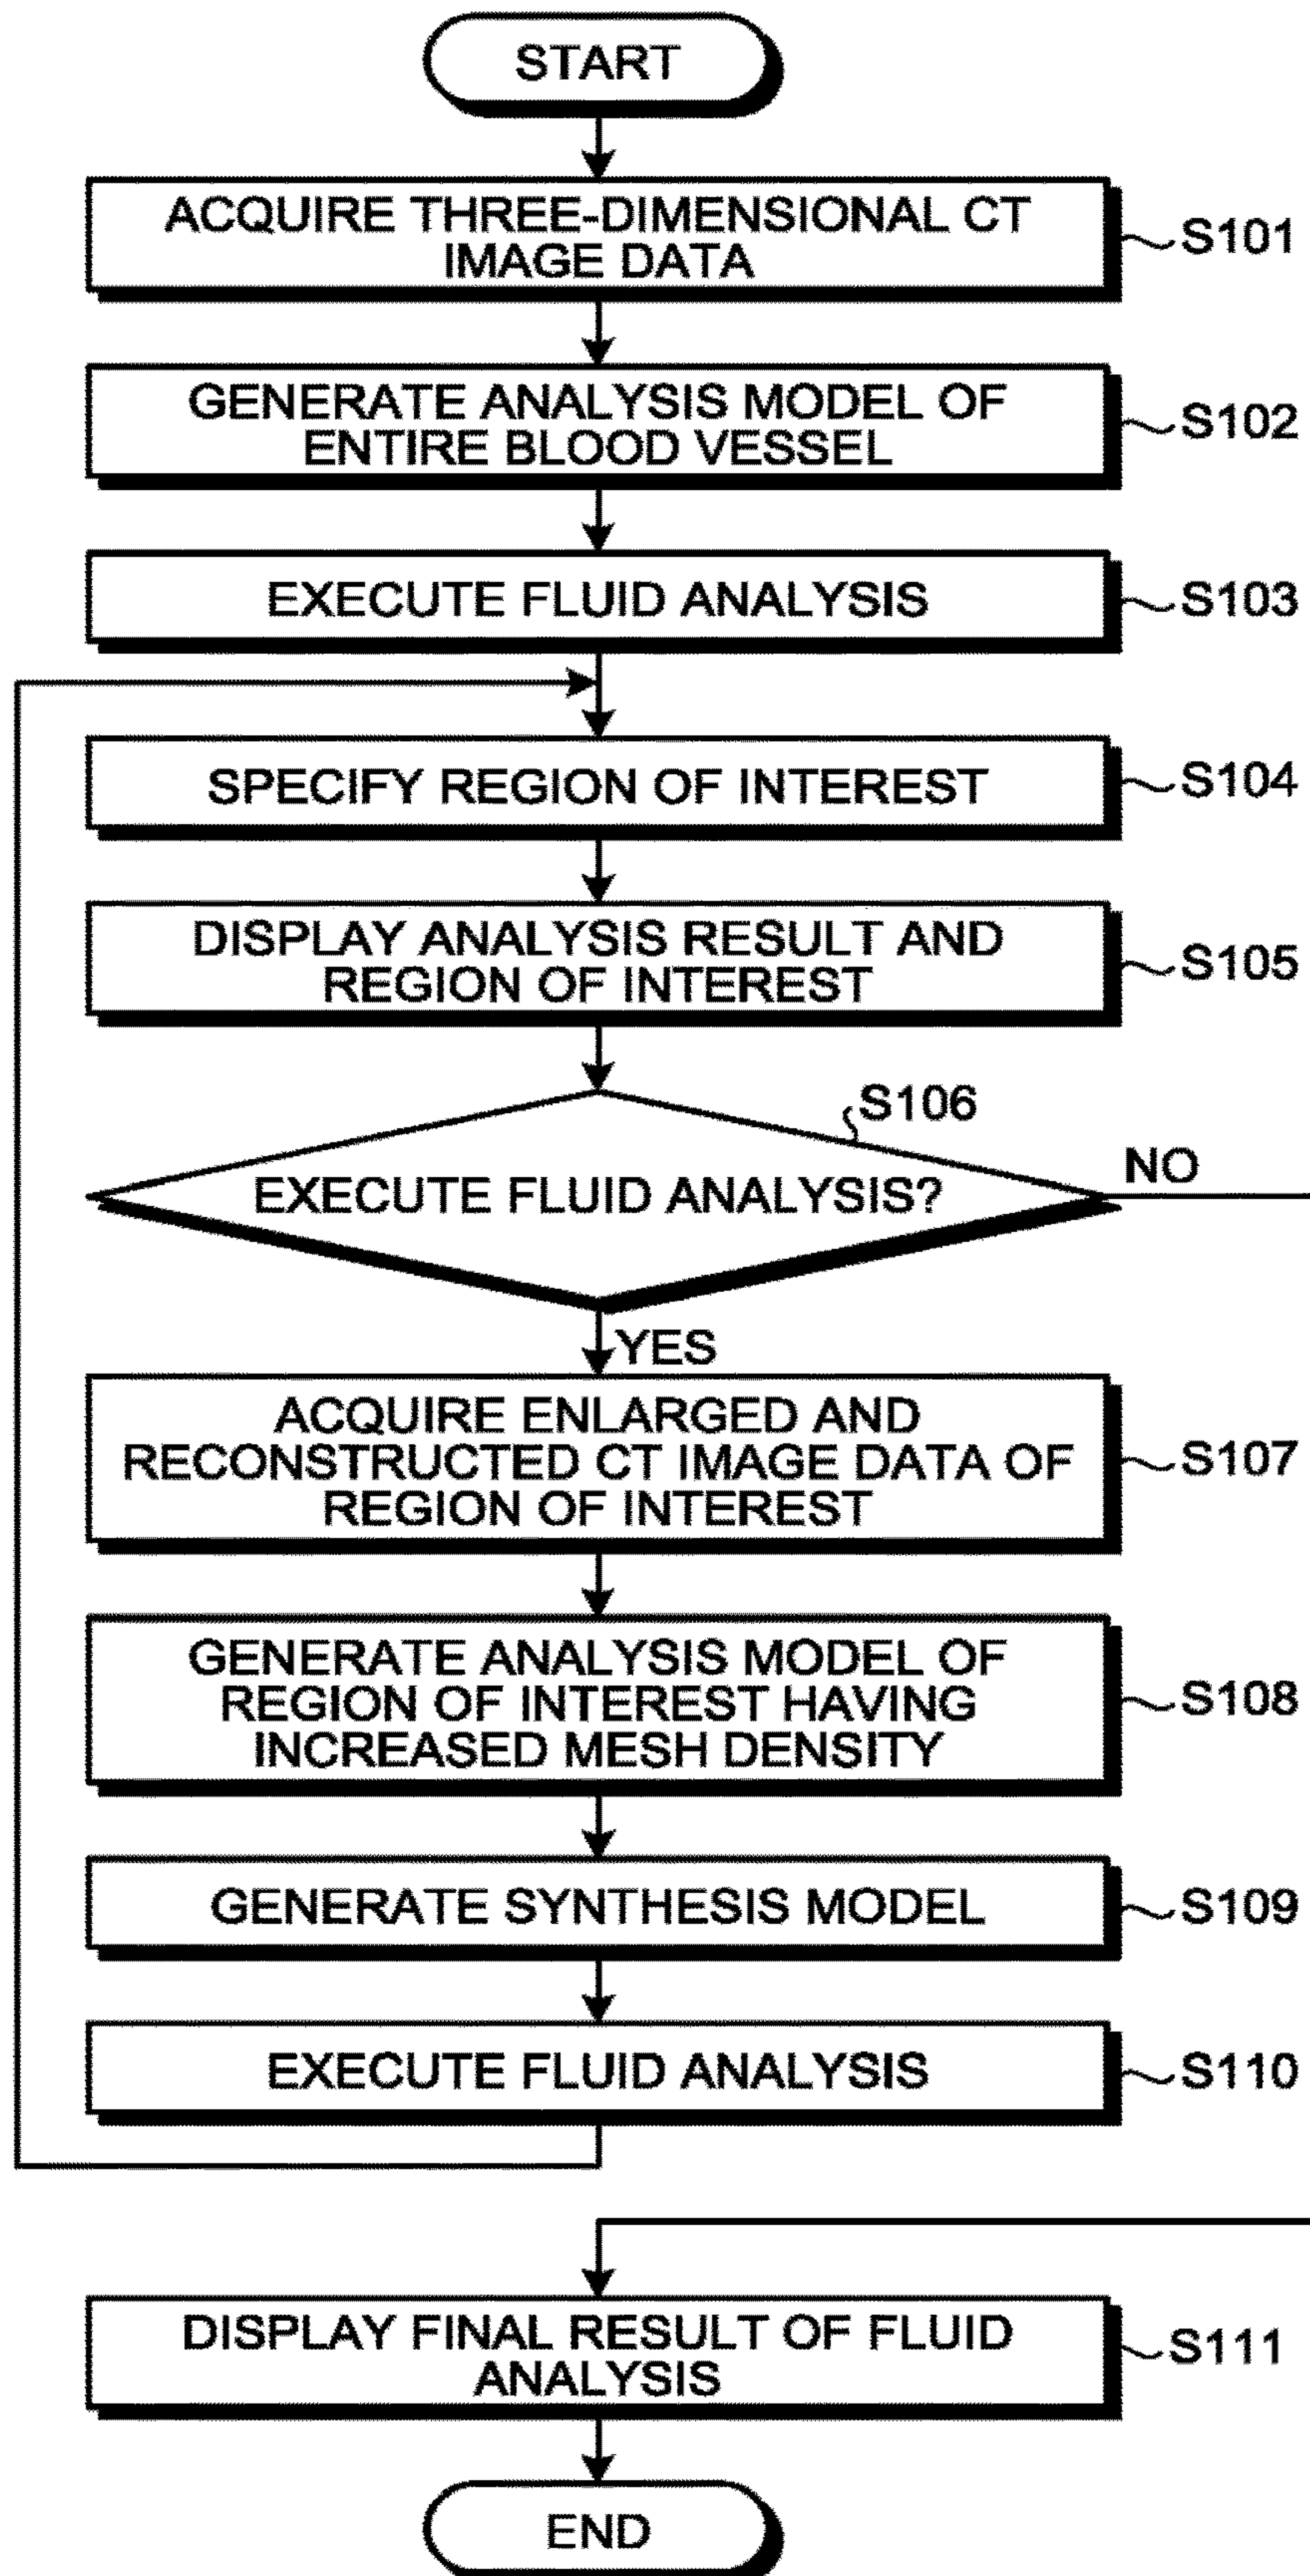 START
ACQUIRE THREE-DIMENSIONAL CT
IMAGE DATA
S101
GENERATE ANALYSIS MODEL OF
ENTIRE BLOOD VESSEL
S102
EXECUTE FLUID ANALYSIS
S103
SPECIFY REGION OF INTEREST
S104
DISPLAY ANALYSIS RESULT AND
REGION OF INTEREST
S105
S106
EXECUTE FLUID ANALYSIS?
NO
YES
ACQUIRE ENLARGED AND
RECONSTRUCTED CT IMAGE DATA OF
REGION OF INTEREST
S107
GENERATE ANALYSIS MODEL OF
REGION OF INTEREST HAVING
INCREASED MESH DENSITY
S108
GENERATE SYNTHESIS MODEL
S109
EXECUTE FLUID ANALYSIS
S110
DISPLAY FINAL RESULT OF FLUID
ANALYSIS
S111
END